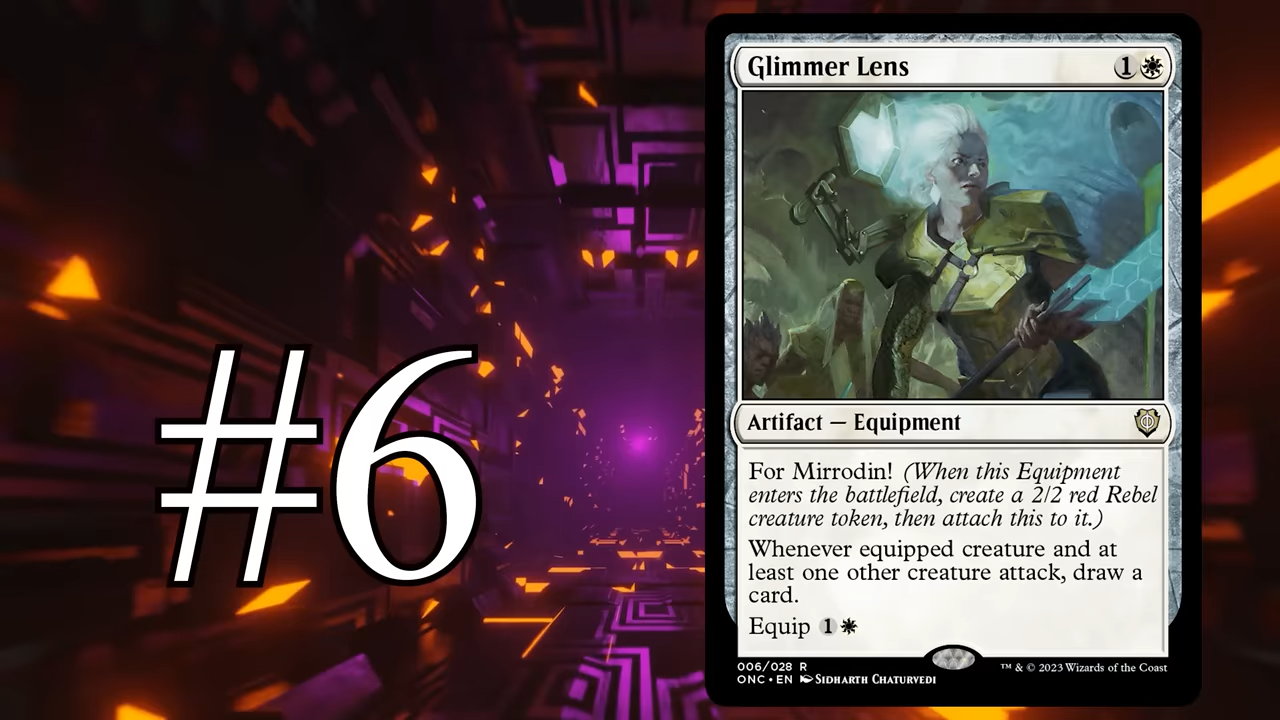 #6
Glimmer Lens 1
Artifact — Equipment
For Mirrodin! (When this Equipment
enters the battlefield, create a 2/2 red Rebel
creature token, then attach this to it.)
Whenever equipped creature and at
least one other creature attack, draw a
card.
Equip 1
006/028 R
ONC • EN Sidharth Chaturvedi
™ & © 2023 Wizards of the Coast